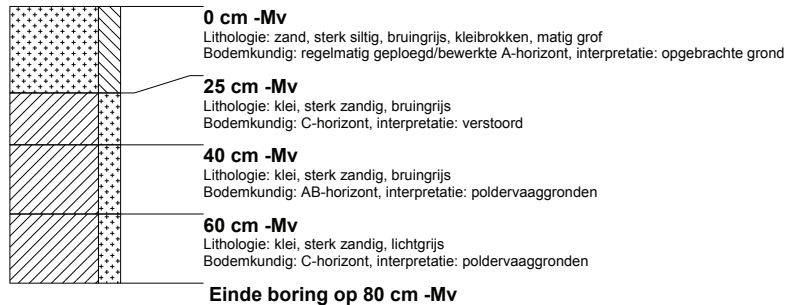 0 cm -Mv
Lithologie: zand, sterk siltig, bruingrijs, kleibrokken, matig grof
Bodemkundig: regelmatig geploegd/bewerkte A-horizont, interpretatie: opgebrachte grond
25 cm -Mv
Lithologie: klei, sterk zandig, bruingrijs
Bodemkundig: C-horizont, interpretatie: verstoord
40 cm -Mv
Lithologie: klei, sterk zandig, bruingrijs
Bodemkundig: AB-horizont, interpretatie: poldervaaggronden
60 cm -Mv
Lithologie: klei, sterk zandig, lichtgrijs
Bodemkundig: C-horizont, interpretatie: poldervaaggronden
Einde boring op 80 cm -Mv